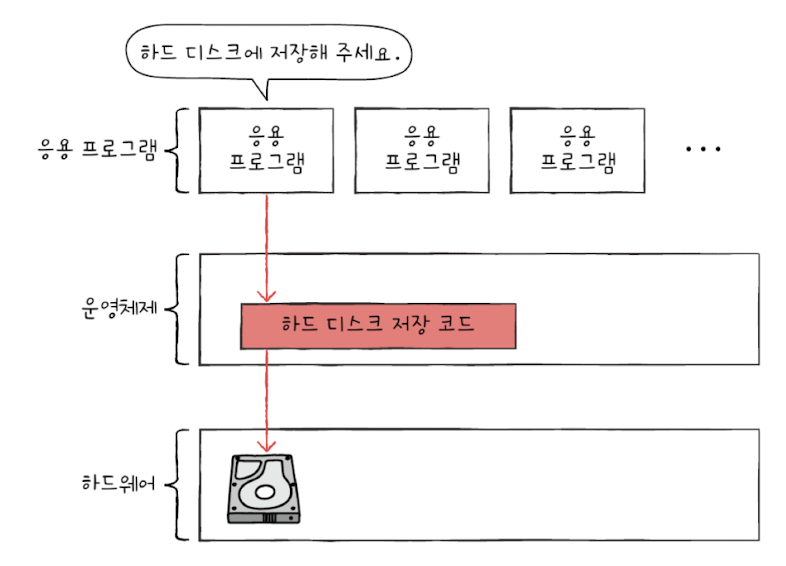 하드 디스크에 저장해 주세요.
응용 프로그램
응용
프로그램
응용
프로그램
응용
프로그램
...
운영체제
하드 디스크 저장 코드
하드웨어